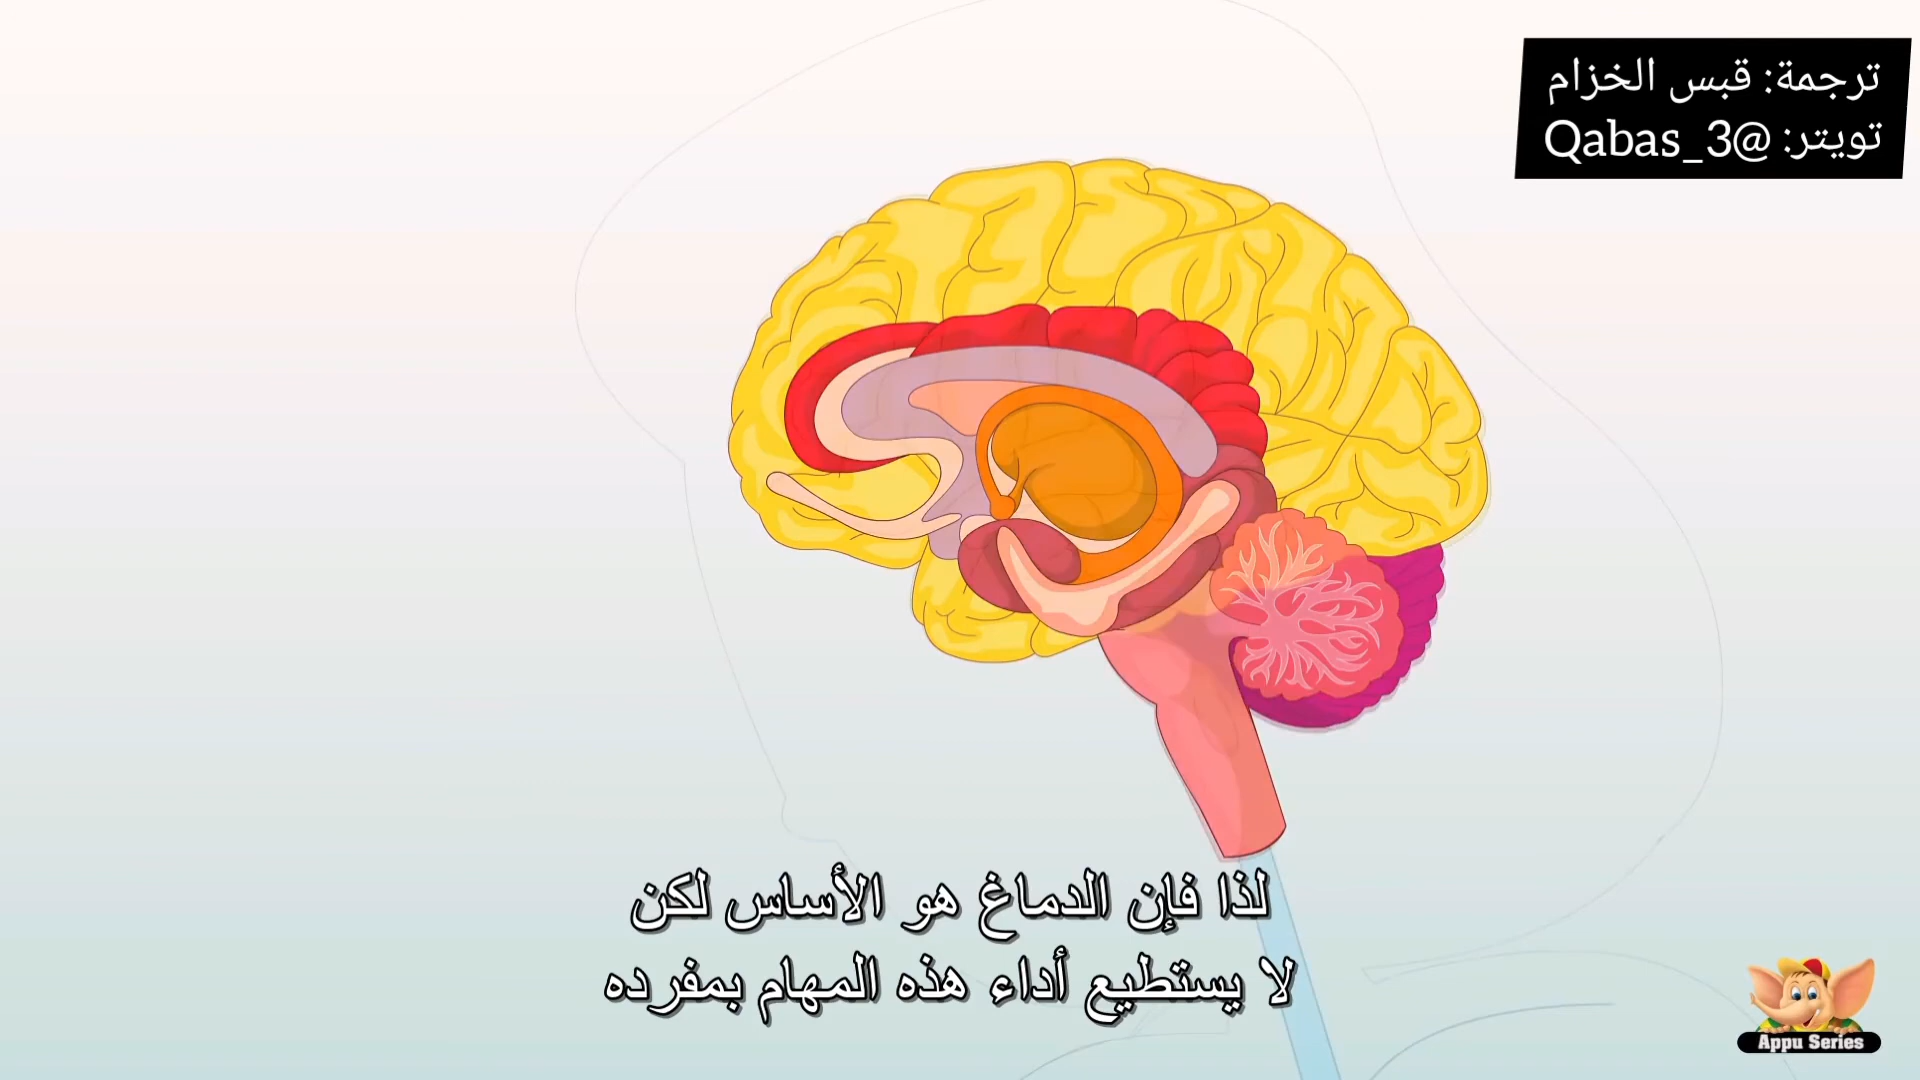 ترجمة: قبس الخزام
تويتر: @Qabas_3
لذا فإن الدماغ هو الأساس لكن
لا يستطيع أداء هذه المهام بمفرده
Appu Series